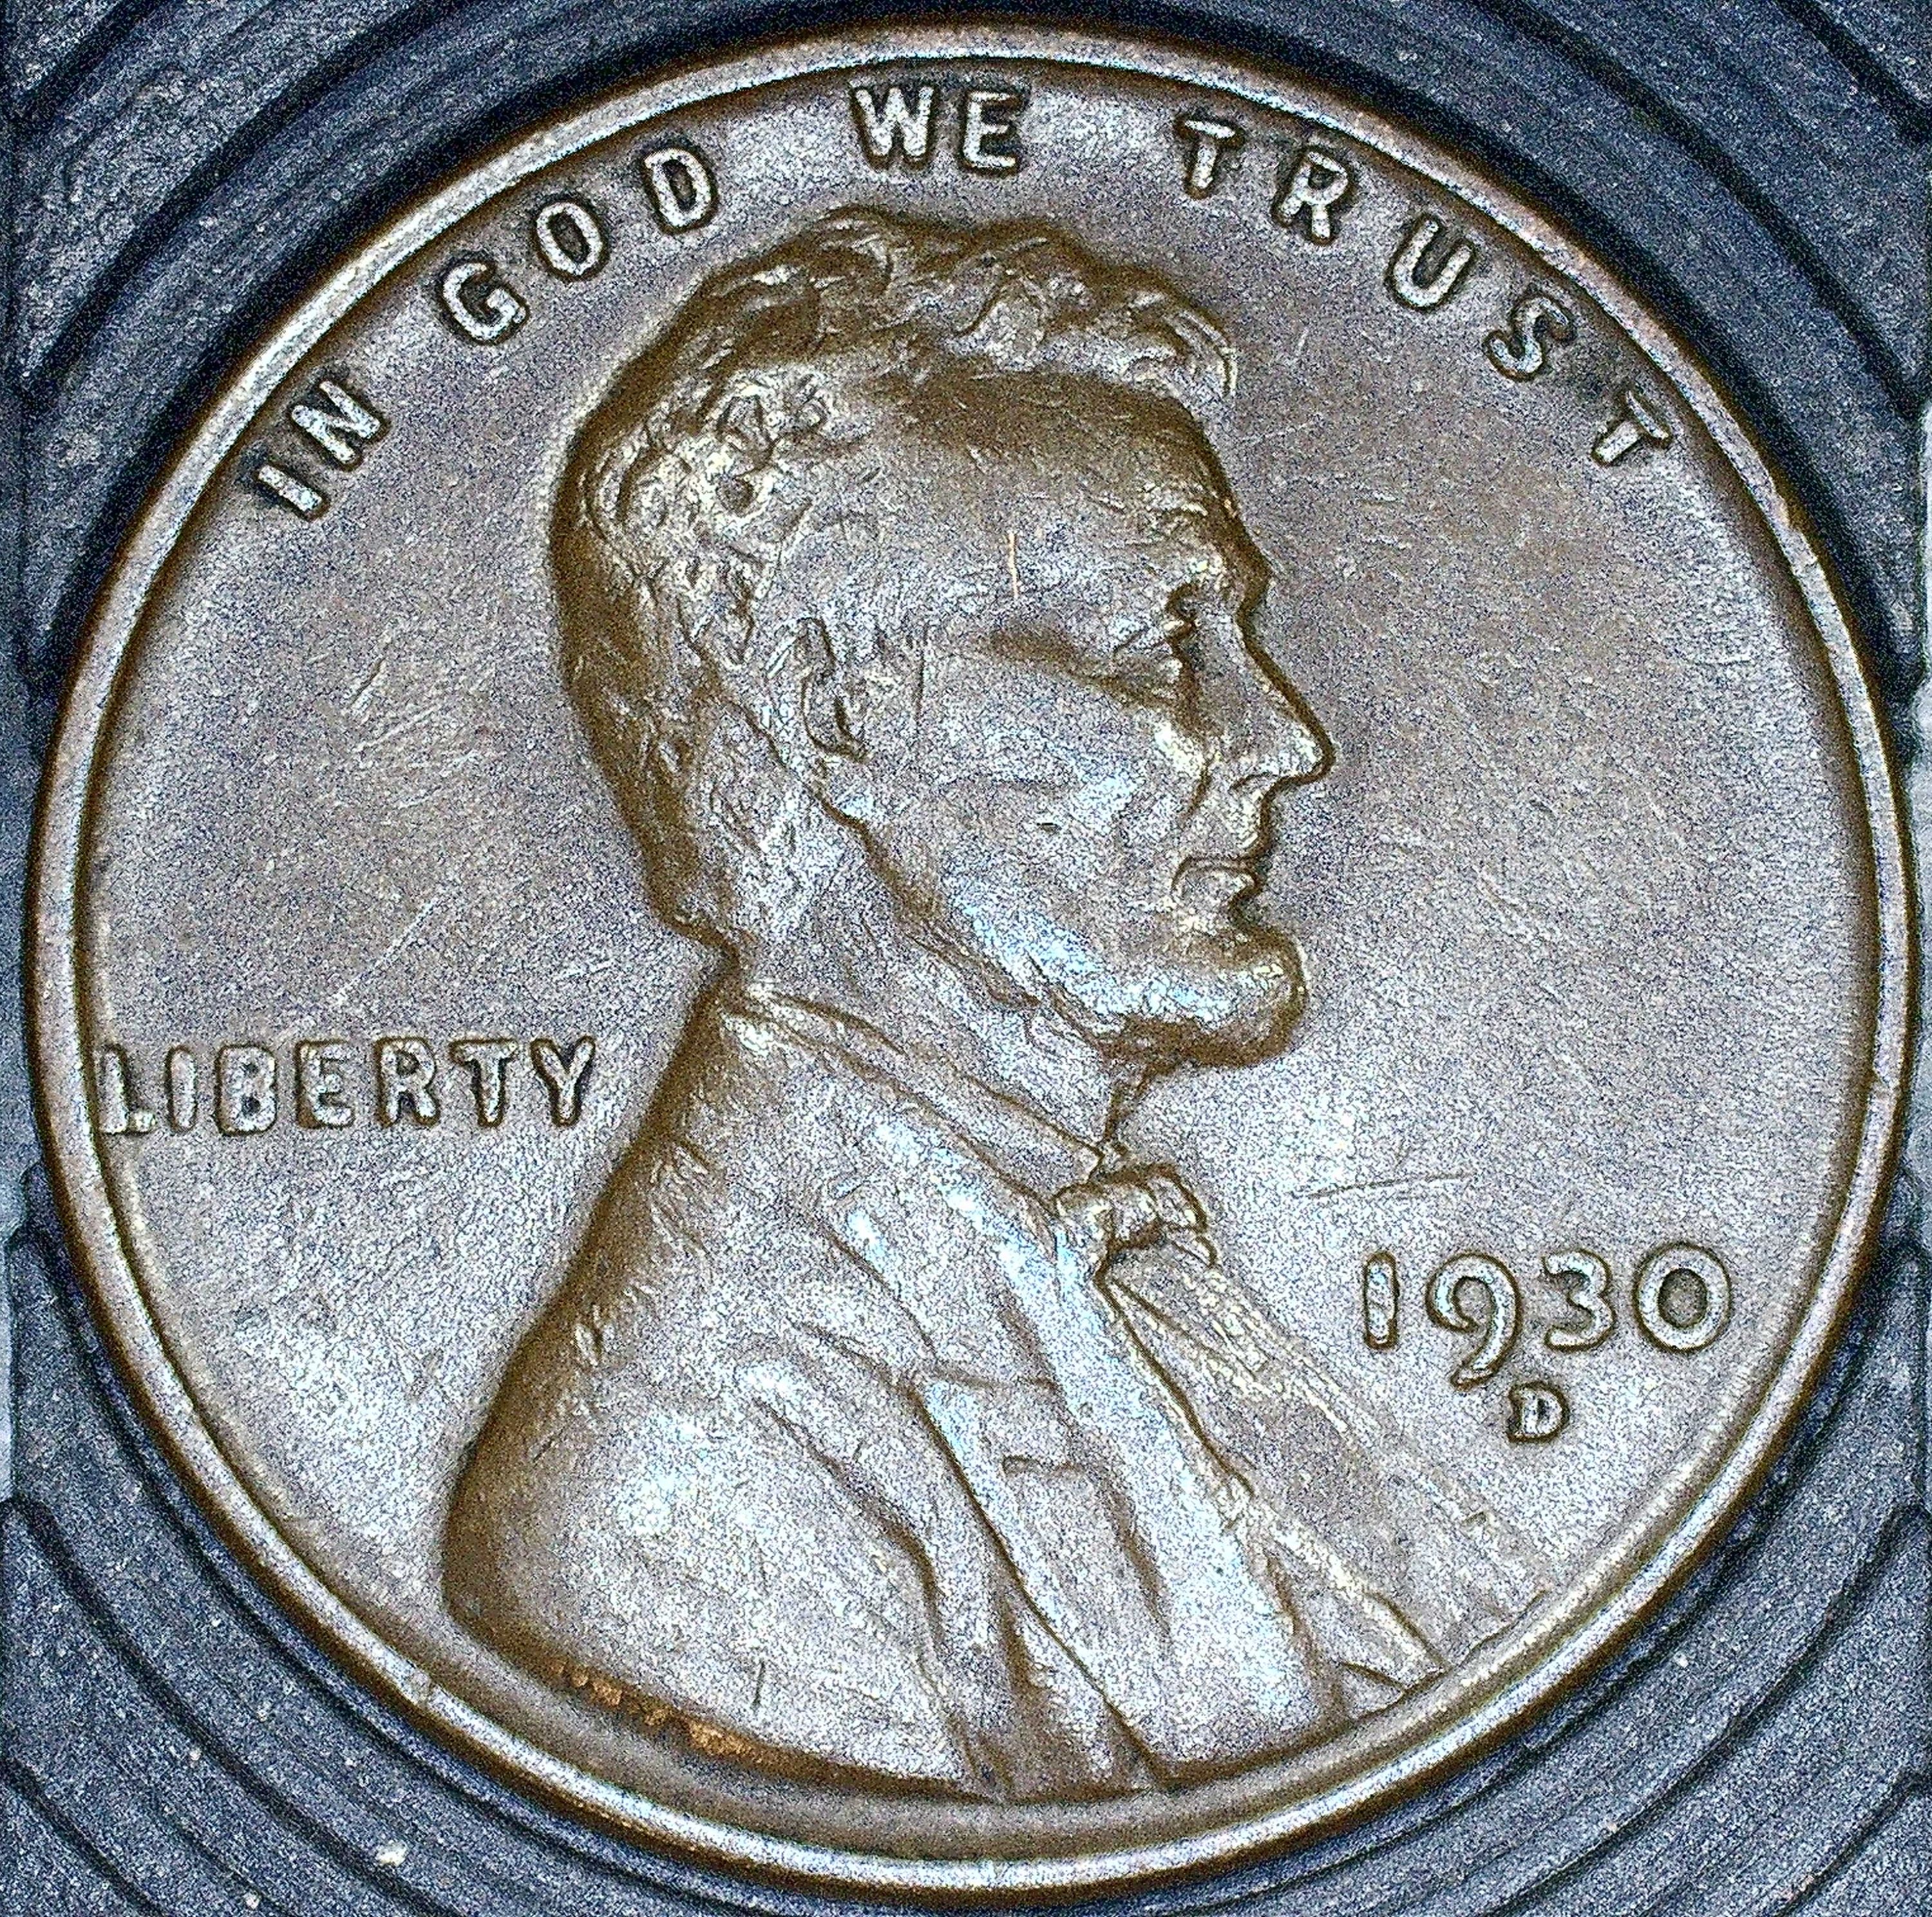 IN GOD WE TRUST
LIBERTY
1930
D